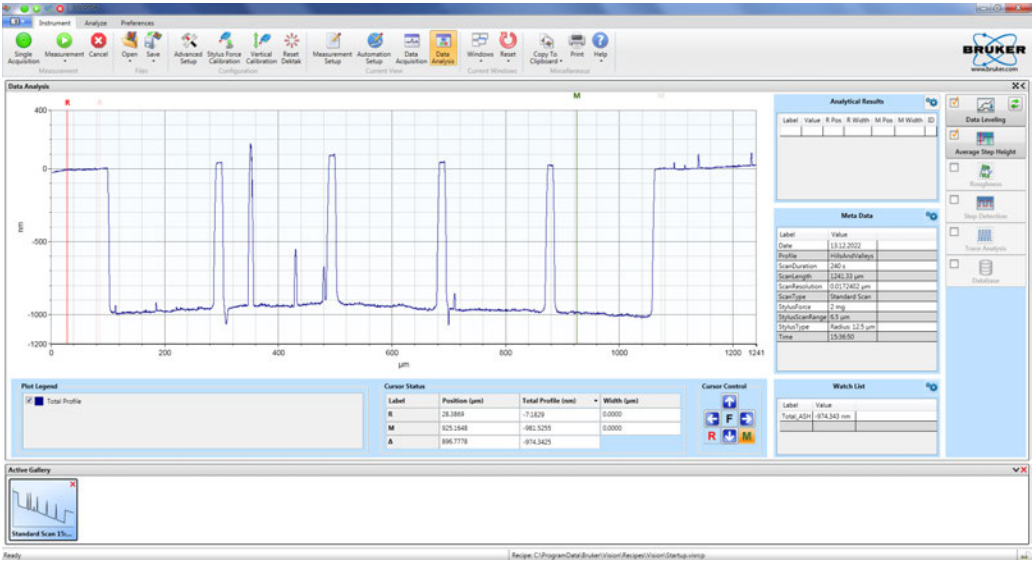 Instrument Analyze Preferences
Single Acquisition Measurement Cancel Open Save Advanced Setup Stylus Force Calibration Vertical Calibration Reset Dektak Measurement Setup Automation Setup Data Acquisition Data Analysis Windows Reset Copy To Clipboard Print Help
Measurement Files Configuration Current View Current Windows Miscellaneous
BRUKER
www.bruker.com
Data Analysis
R
M
M
400
0
-500
-1000
-1200
nm
0 200 400 600 800 1000 1200 1241
µm
Analytical Results
Label Value R Pos R Width M Pos M Width ID
Meta Data
Label Value
Date 13.12.2022
Profile HillsAndValleys
ScanDuration 240 s
ScanLength 1241.33 µm
ScanResolution 0.0172402 µm
ScanType Standard Scan
StylusForce 2 mg
StylusScanRange 6.5 µm
StylusType Radius: 12.5 µm
Time 15:36:50
Data Leveling
Average Step Height
Roughness
Step Detection
Trace Analysis
Database
Plot Legend
Total Profile
Cursor Status
Label Position (µm) Total Profile (nm) Width (µm)
R 28.3869 -7.1829 0.0000
M 925.1648 -981.5255 0.0000
Δ 896.7778 -974.3425
Cursor Control
F
R M
Watch List
Label Value
Total_ASH -974.343 nm
Active Gallery
Standard Scan 15:...
Ready
Recipe: C:\ProgramData\Bruker\Vision\Recipes\Vision\Startup.vismp